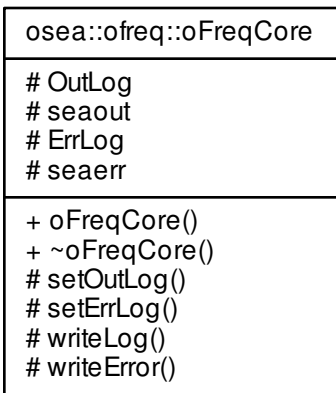 osea::ofreq::oFreqCore
# OutLog
# seaout
# ErrLog
# seaerr
+ oFreqCore()
+ ~oFreqCore()
# setOutLog()
# setErrLog()
# writeLog()
# writeError()